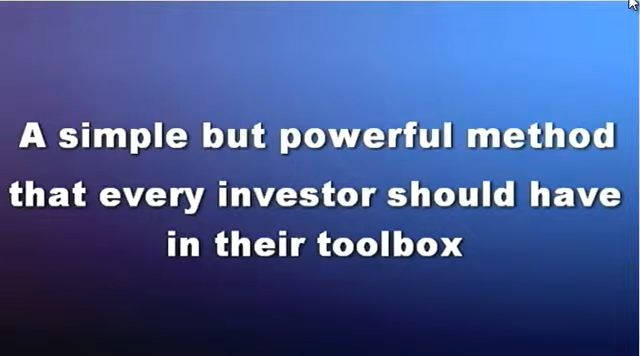 A simple but powerful method
that every investor should have
in their toolbox